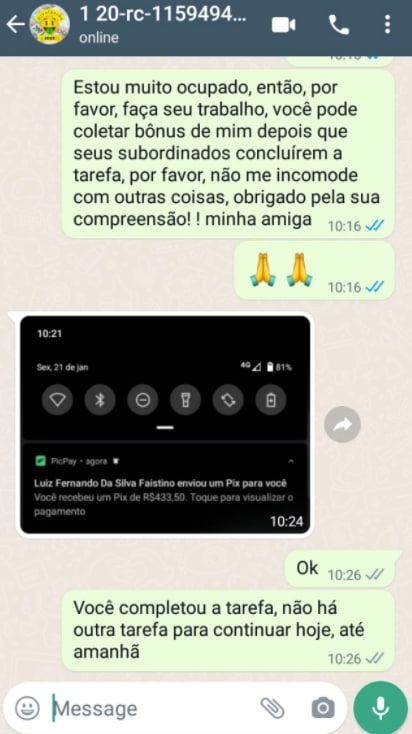 1 20-rc-1159494...
online
Estou muito ocupado, então, por
favor, faça seu trabalho, você pode
coletar bônus de mim depois que
seus subordinados concluírem a
tarefa, por favor, não me incomode
com outras coisas, obrigado pela sua
compreensão! ! minha amiga 10:16
🙏 🙏 10:16
10:21
Sex, 21 de jan 4G 81%
PicPay • agora
Luiz Fernando Da Silva Faistino enviou um Pix para você
Você recebeu um Pix de R$433,50. Toque para visualizar o
pagamento
10:24
Ok 10:26
Você completou a tarefa, não há
outra tarefa para continuar hoje, até
amanhã 10:26
Message